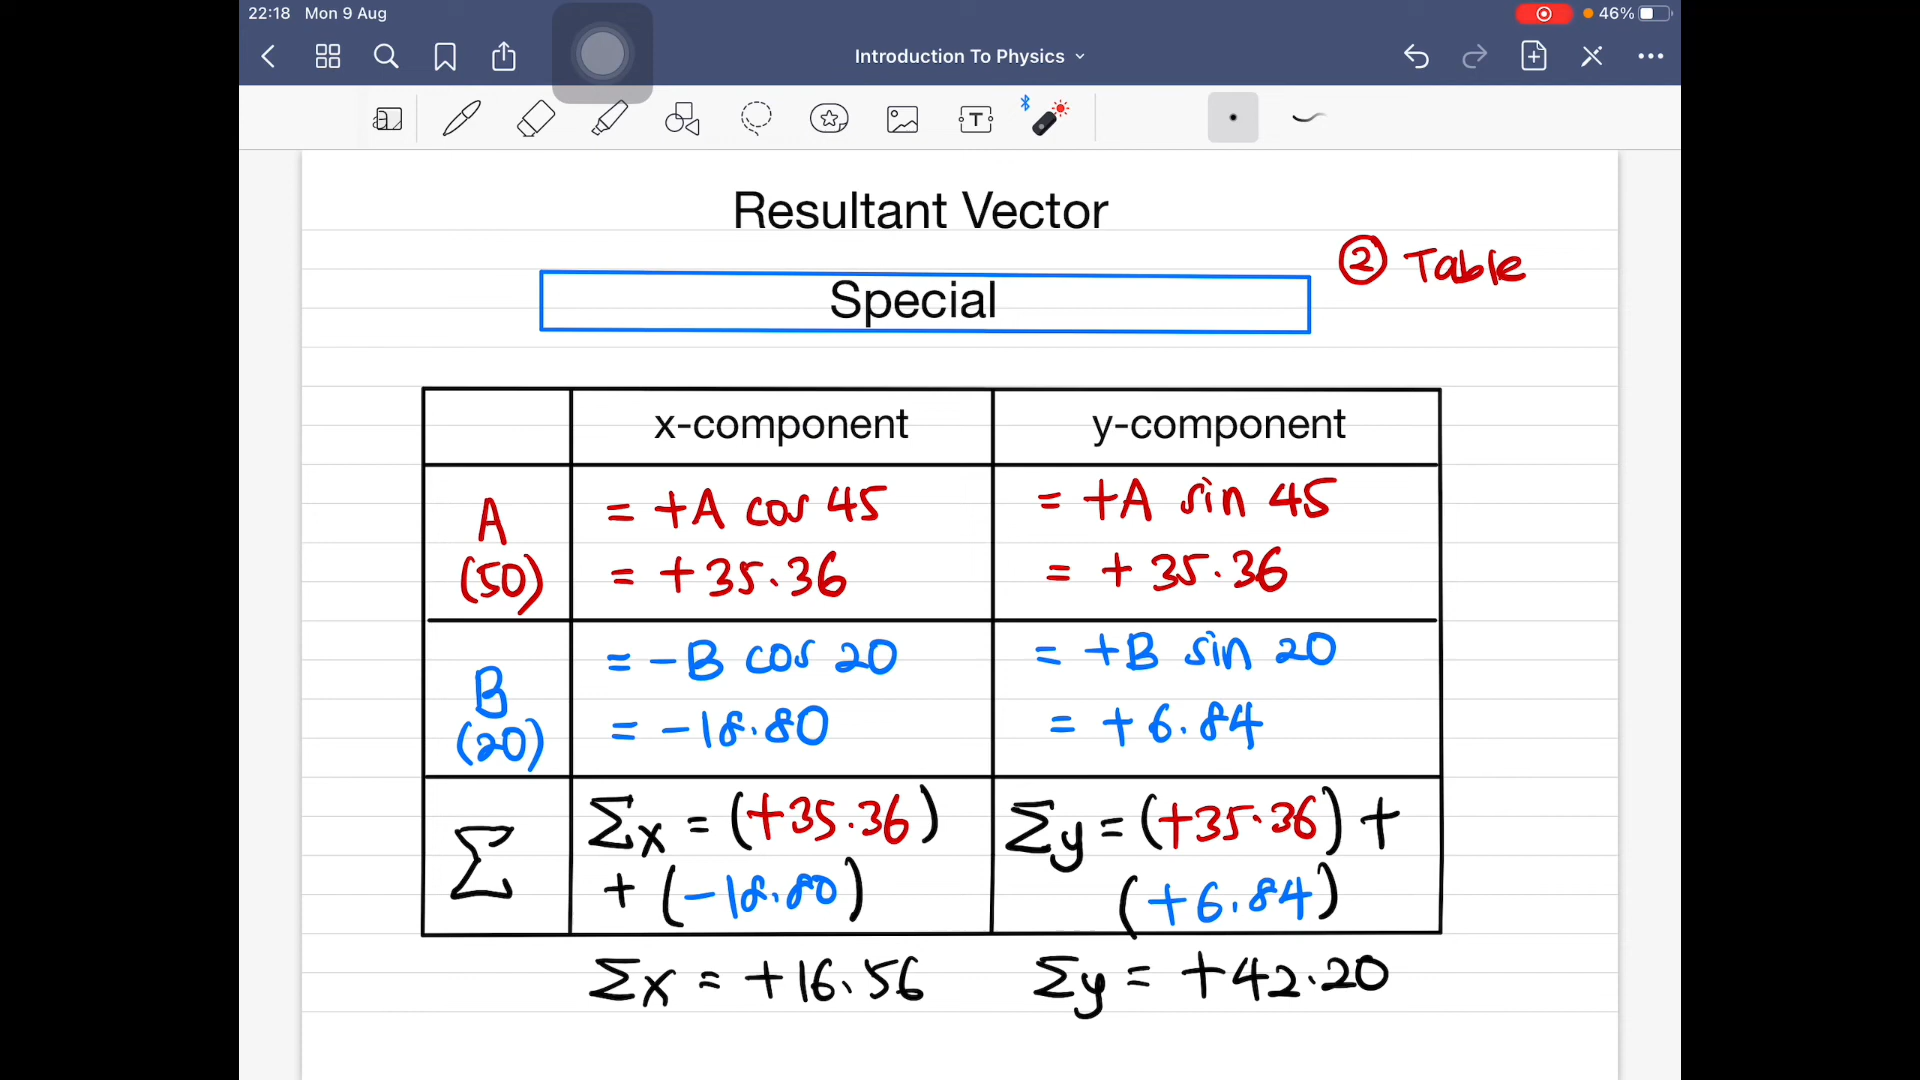 22:18 Mon 9 Aug
46%
Introduction To Physics
Resultant Vector
② Table
Special
x-component y-component
A (50)
= +A cos 45
= +35.36
= +A sin 45
= +35.36
B (20)
= -B cos 20
= -18.80
= +B sin 20
= +6.84
Σ
Σx = (+35.36)
+ (-18.80)
Σy = (+35.36) +
(+6.84)
Σx = +16.56
Σy = +42.20